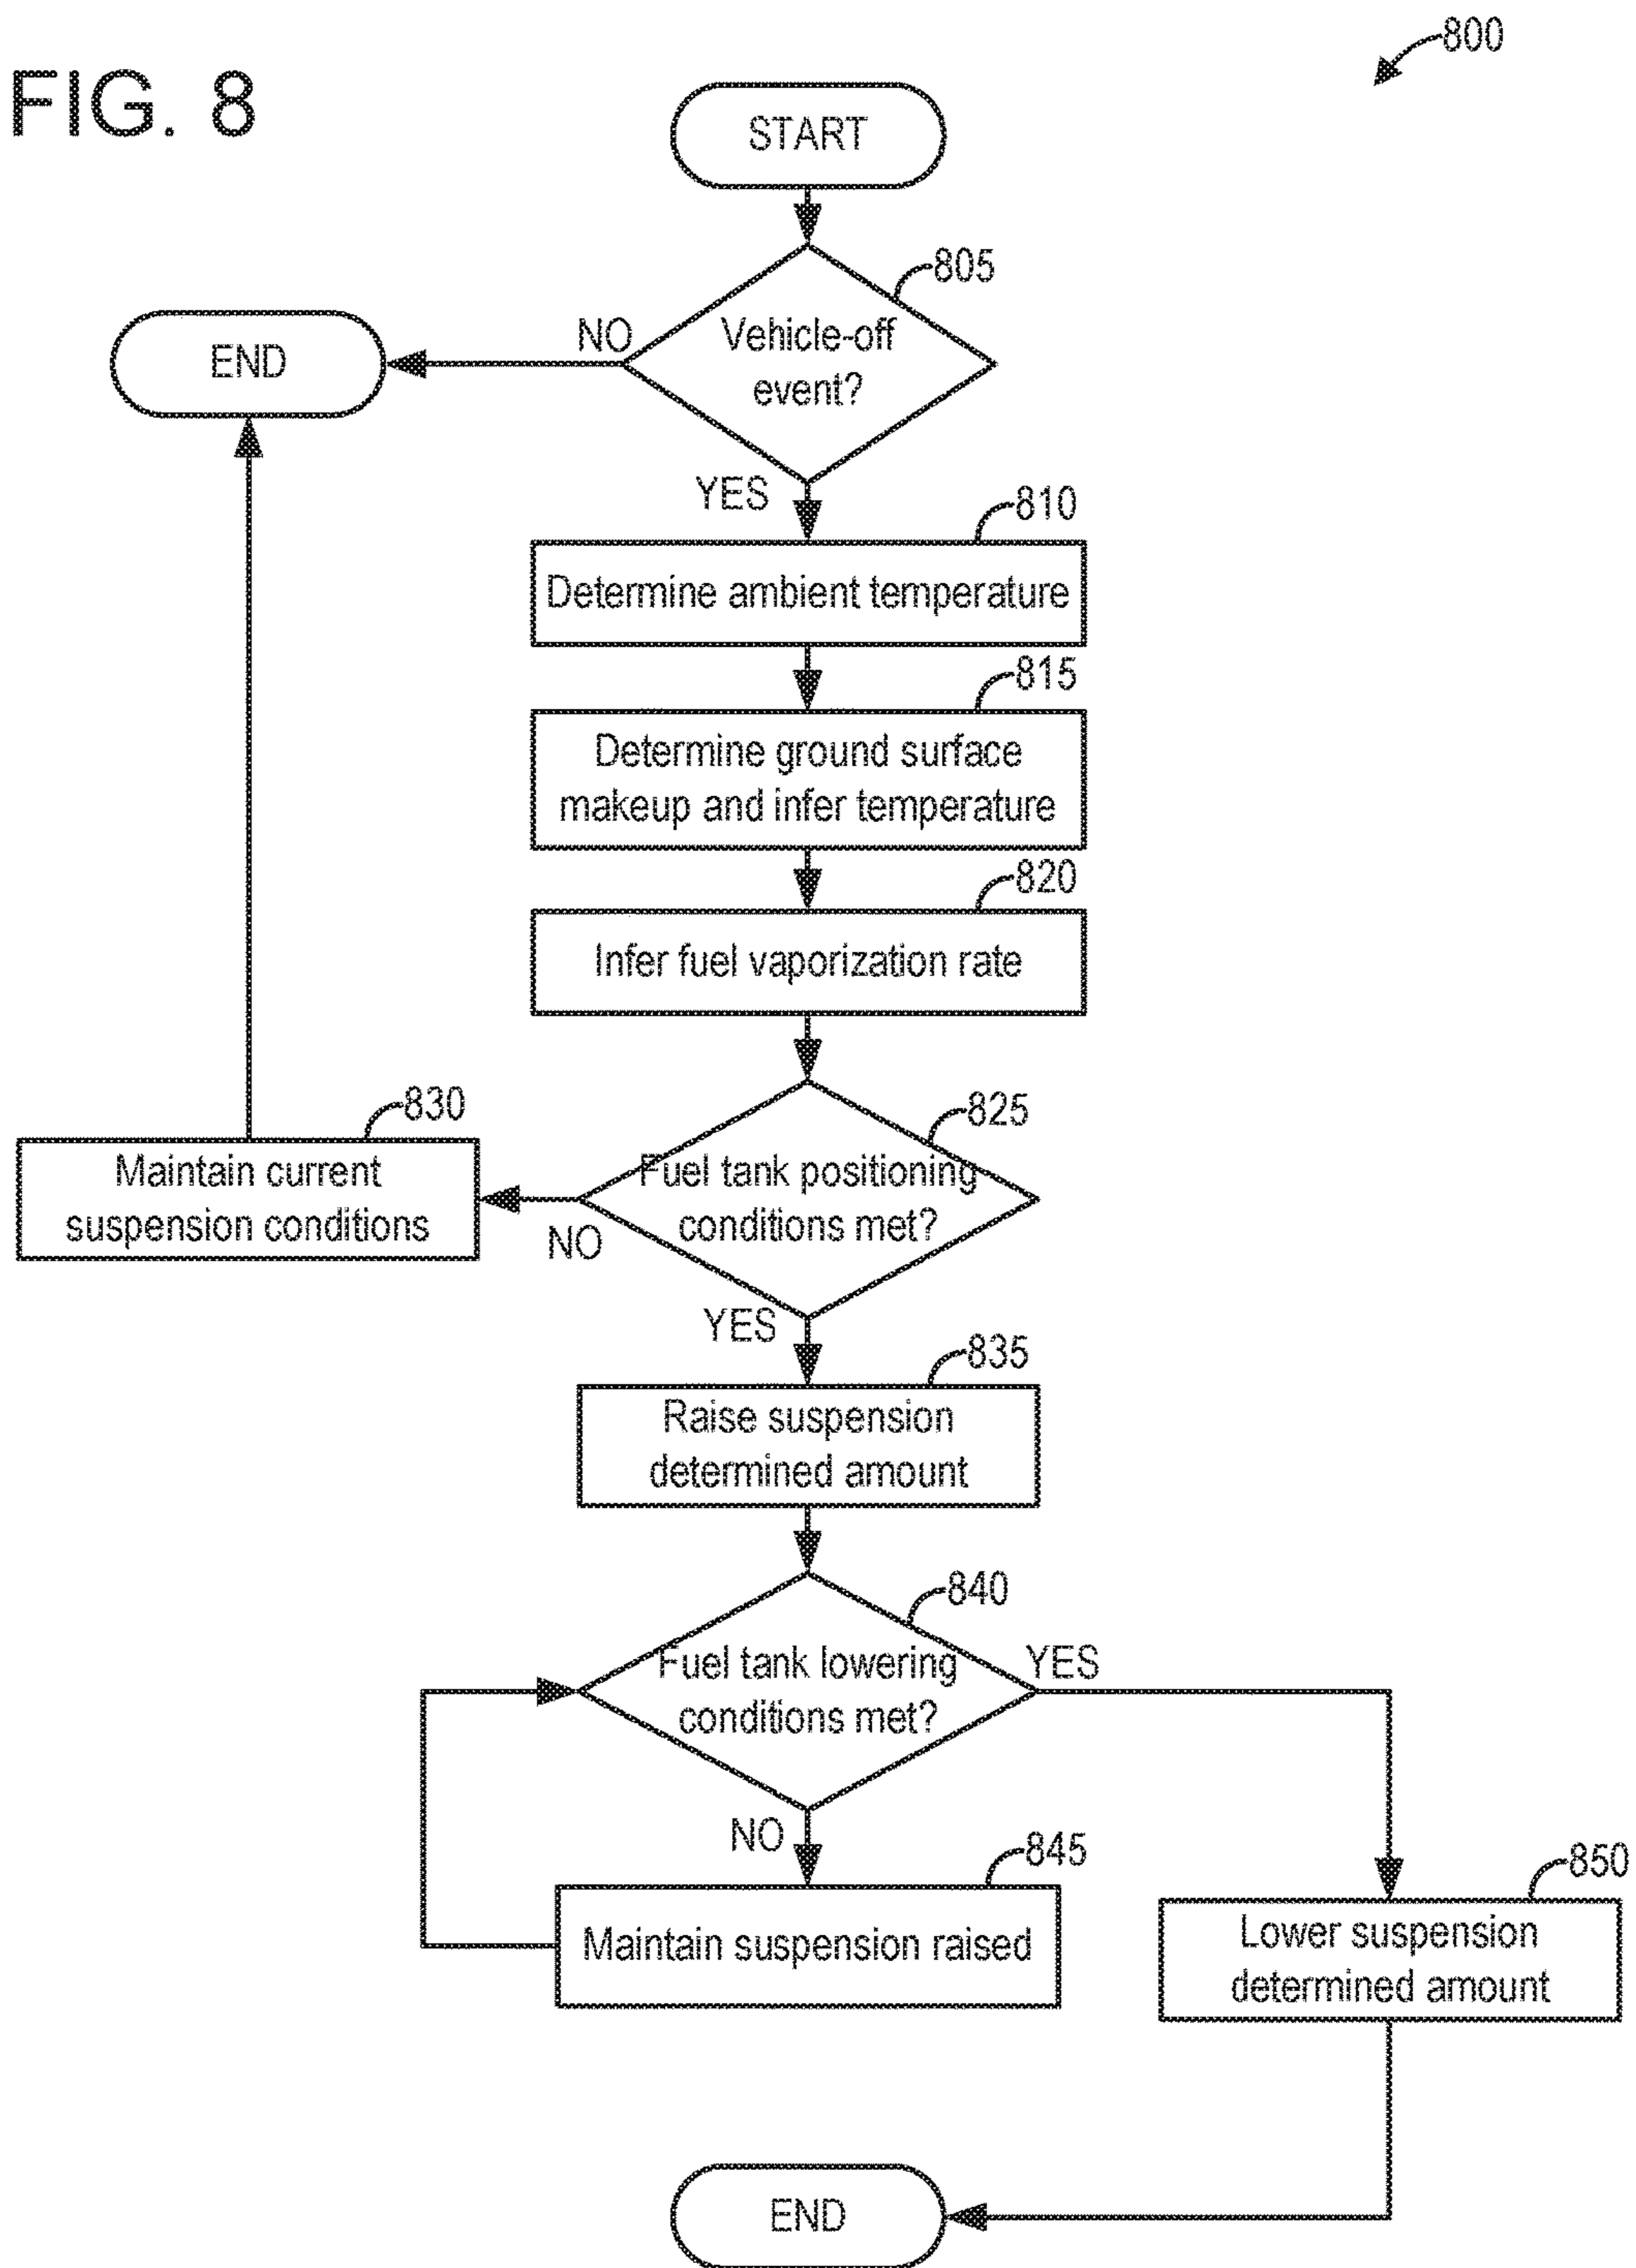 800
FIG. 8
START
805
NO
Vehicle-off
event?
END
YES
810
Determine ambient temperature
815
Determine ground surface
makeup and infer temperature
820
Infer fuel vaporization rate
830
825
Maintain current
suspension conditions
Fuel tank positioning
conditions met?
NO
YES
835
Raise suspension
determined amount
840
Fuel tank lowering
conditions met?
YES
NO
845
850
Maintain suspension raised
Lower suspension
determined amount
END